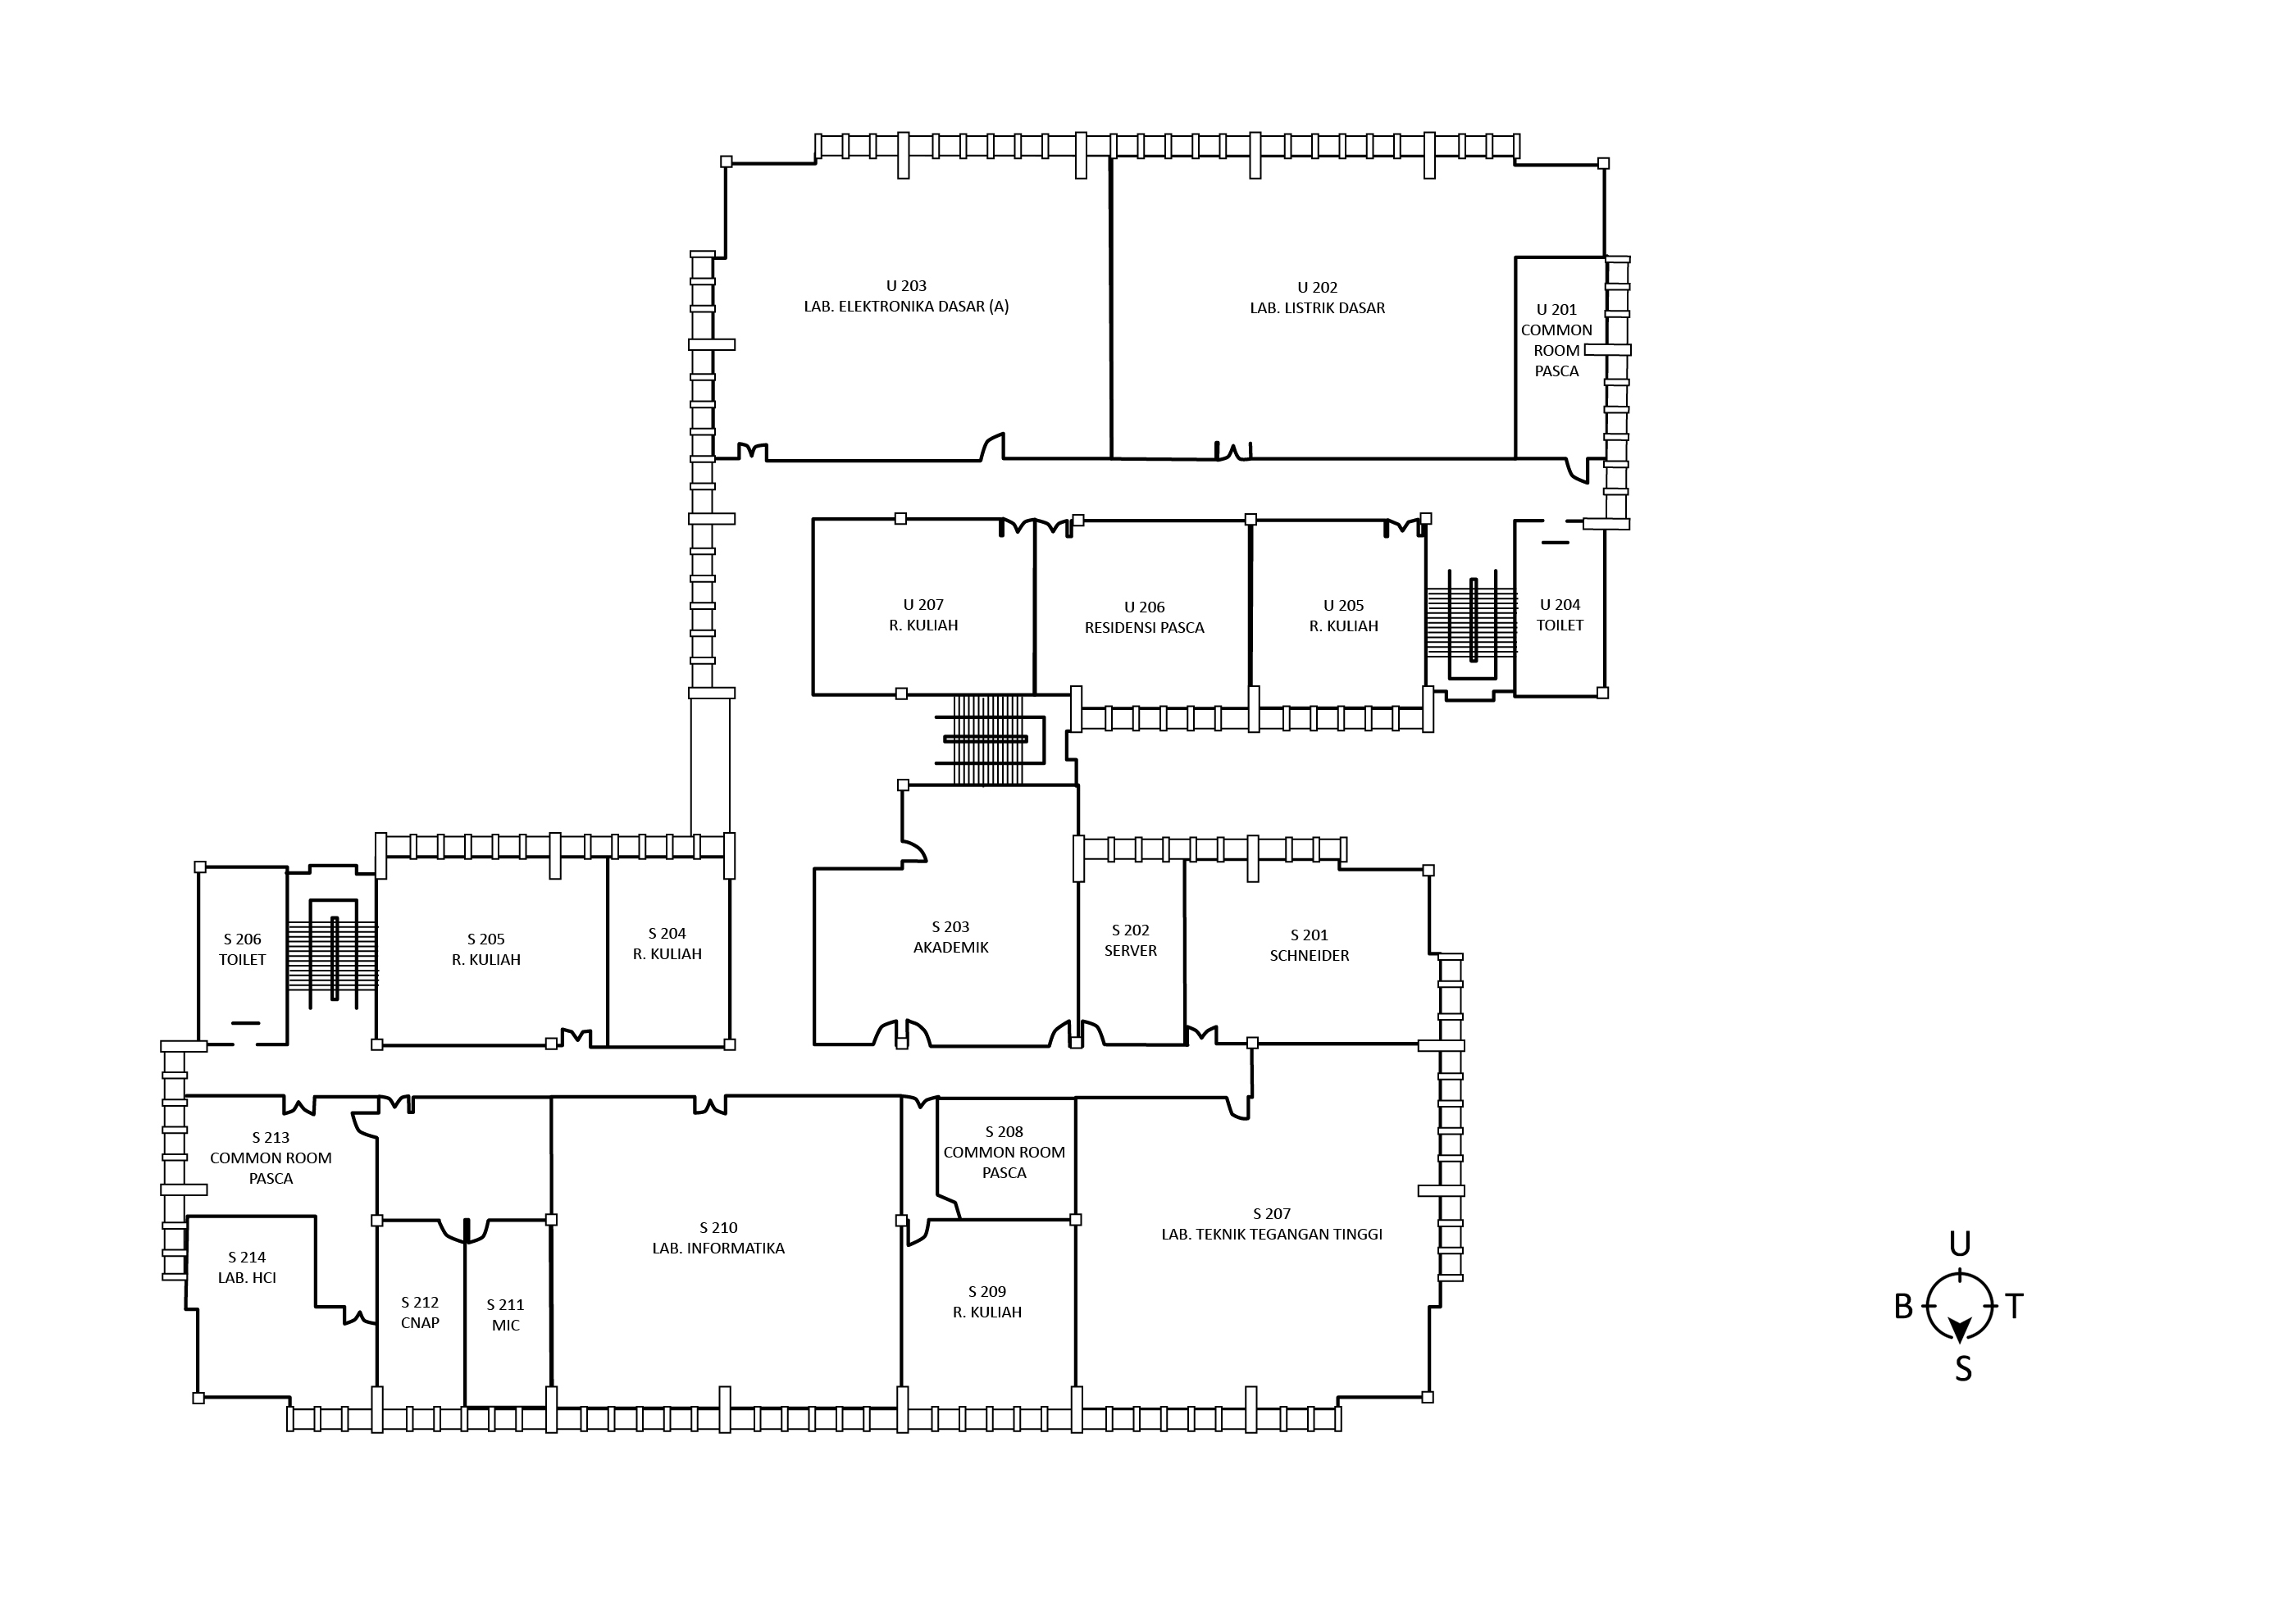 U 203
LAB. ELEKTRONIKA DASAR (A)
U 202
LAB. LISTRIK DASAR
U 201
COMMON
ROOM
PASCA
U 207
R. KULIAH
U 206
RESIDENSI PASCA
U 205
R. KULIAH
U 204
TOILET
S 206
TOILET
S 205
R. KULIAH
S 204
R. KULIAH
S 203
AKADEMIK
S 202
SERVER
S 201
SCHNEIDER
S 213
COMMON ROOM
PASCA
S 214
LAB. HCI
S 212
CNAP
S 211
MIC
S 210
LAB. INFORMATIKA
S 208
COMMON ROOM
PASCA
S 209
R. KULIAH
S 207
LAB. TEKNIK TEGANGAN TINGGI
U
B
T
S